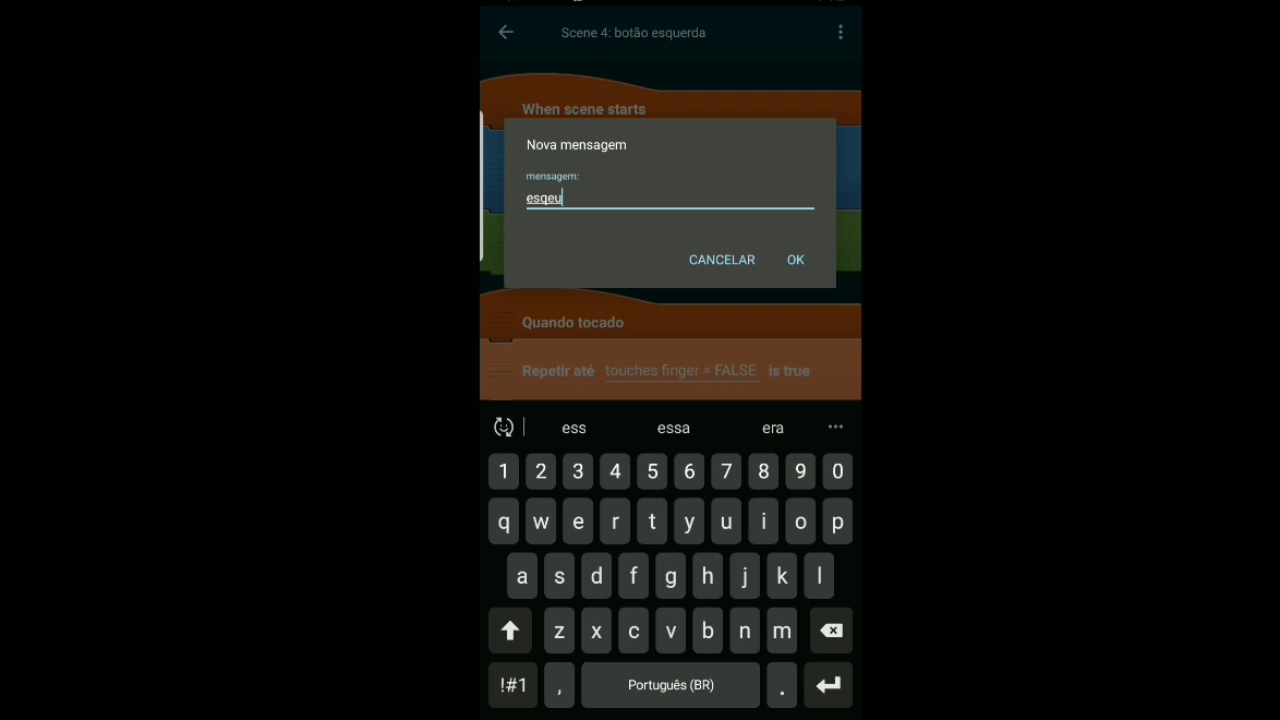 Scene 4: botão esquerda
When scene starts
Nova mensagem
mensagem:
esqeu
CANCELAR OK
Quando tocado
Repetir até touches finger = FALSE is true
ess essa era
1 2 3 4 5 6 7 8 9 0
q w e r t y u i o p
a s d f g h j k l
z x c v b n m
!#1 , Português (BR) .